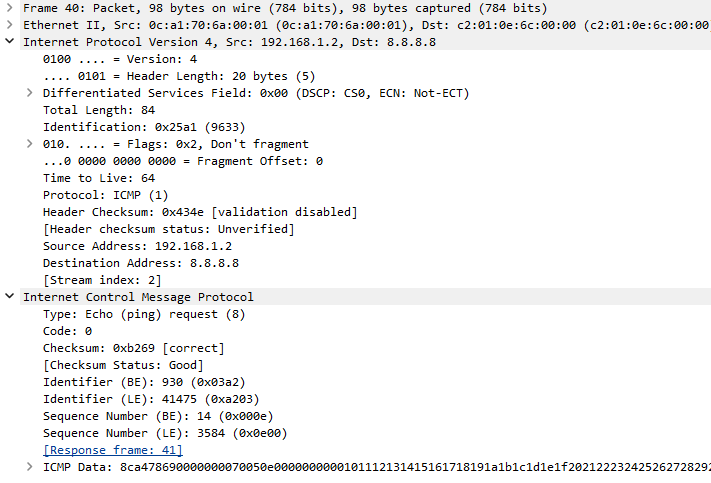 Frame 40: Packet, 98 bytes on wire (784 bits), 98 bytes captured (784 bits)
Ethernet II, Src: 0c:a1:70:6a:00:01 (0c:a1:70:6a:00:01), Dst: c2:01:0e:6c:00:00 (c2:01:0e:6c:00:00
Internet Protocol Version 4, Src: 192.168.1.2, Dst: 8.8.8.8
0100 .... = Version: 4
.... 0101 = Header Length: 20 bytes (5)
Differentiated Services Field: 0x00 (DSCP: CS0, ECN: Not-ECT)
Total Length: 84
Identification: 0x25a1 (9633)
010. .... = Flags: 0x2, Don't fragment
...0 0000 0000 0000 = Fragment Offset: 0
Time to Live: 64
Protocol: ICMP (1)
Header Checksum: 0x434e [validation disabled]
[Header checksum status: Unverified]
Source Address: 192.168.1.2
Destination Address: 8.8.8.8
[Stream index: 2]
Internet Control Message Protocol
Type: Echo (ping) request (8)
Code: 0
Checksum: 0xb269 [correct]
[Checksum Status: Good]
Identifier (BE): 930 (0x03a2)
Identifier (LE): 41475 (0xa203)
Sequence Number (BE): 14 (0x000e)
Sequence Number (LE): 3584 (0x0e00)
[Response frame: 41]
ICMP Data: 8ca478690000000070050e0000000000101112131415161718191a1b1c1d1e1f202122232425262728292